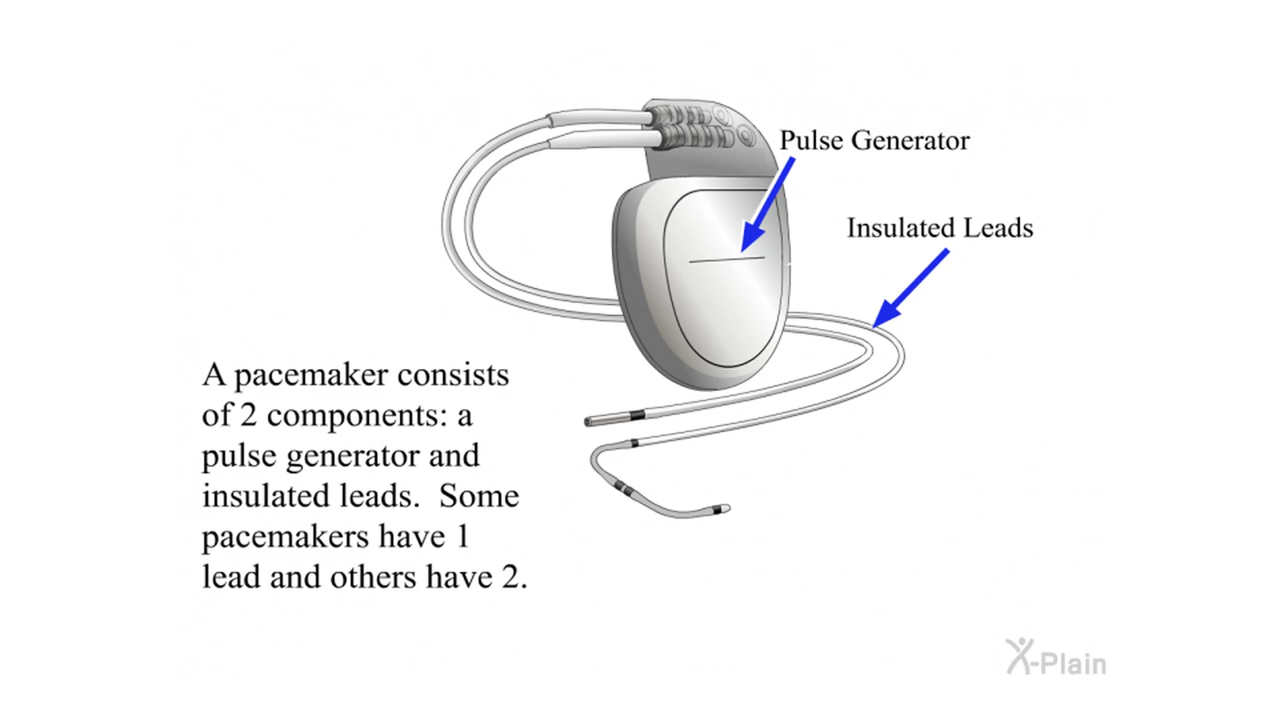 Pulse Generator
Insulated Leads
A pacemaker consists
of 2 components: a
pulse generator and
insulated leads.  Some
pacemakers have 1
lead and others have 2.
X-Plain